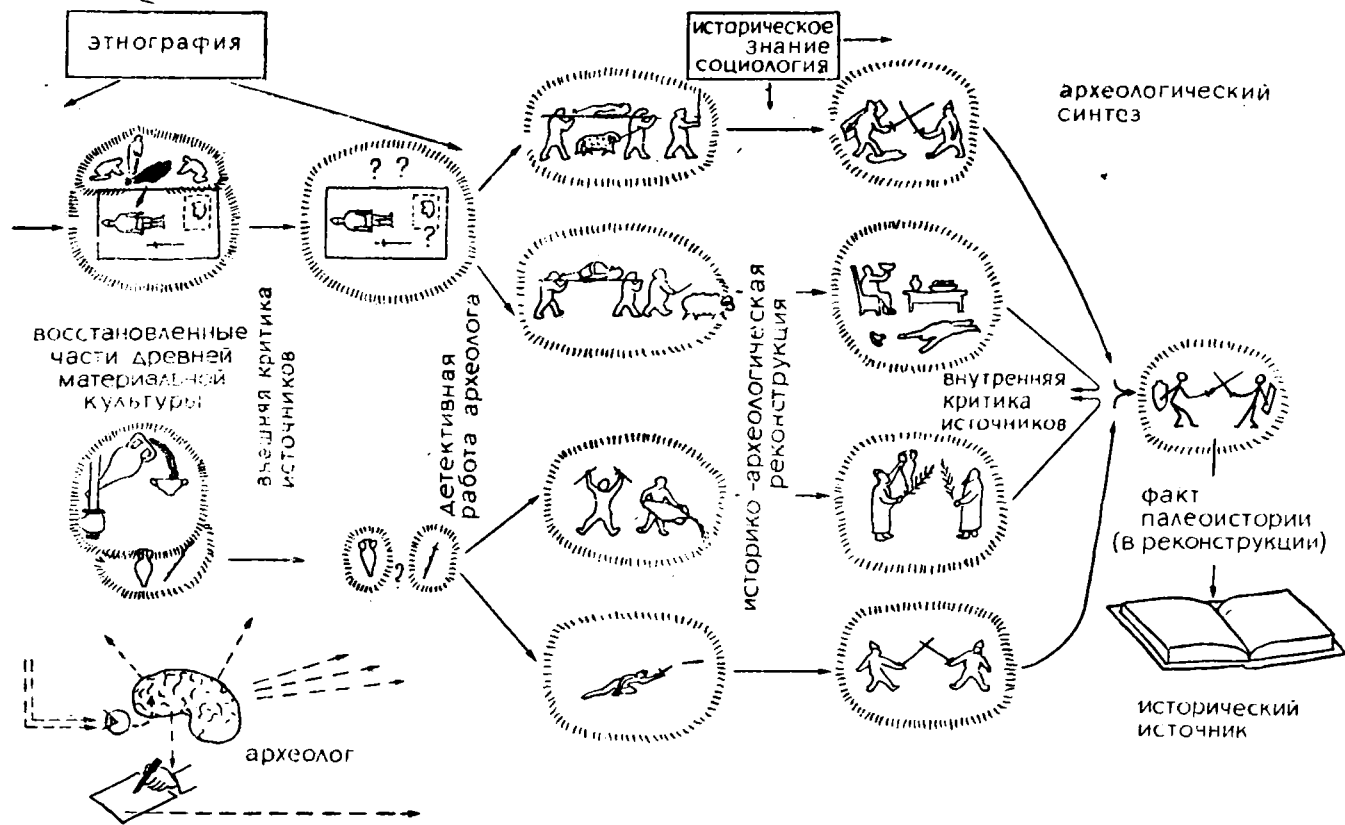 этнография
историческое
знание
социология
археологический
синтез
? ?
?
восстановленные
части древней
материальной
культуры
внешняя критика
источников
детективная
работа археолога
историко-археологическая
реконструкция
внутренняя
критика
источников
?
факт
палеоистории
(в реконструкции)
археолог
исторический
источник